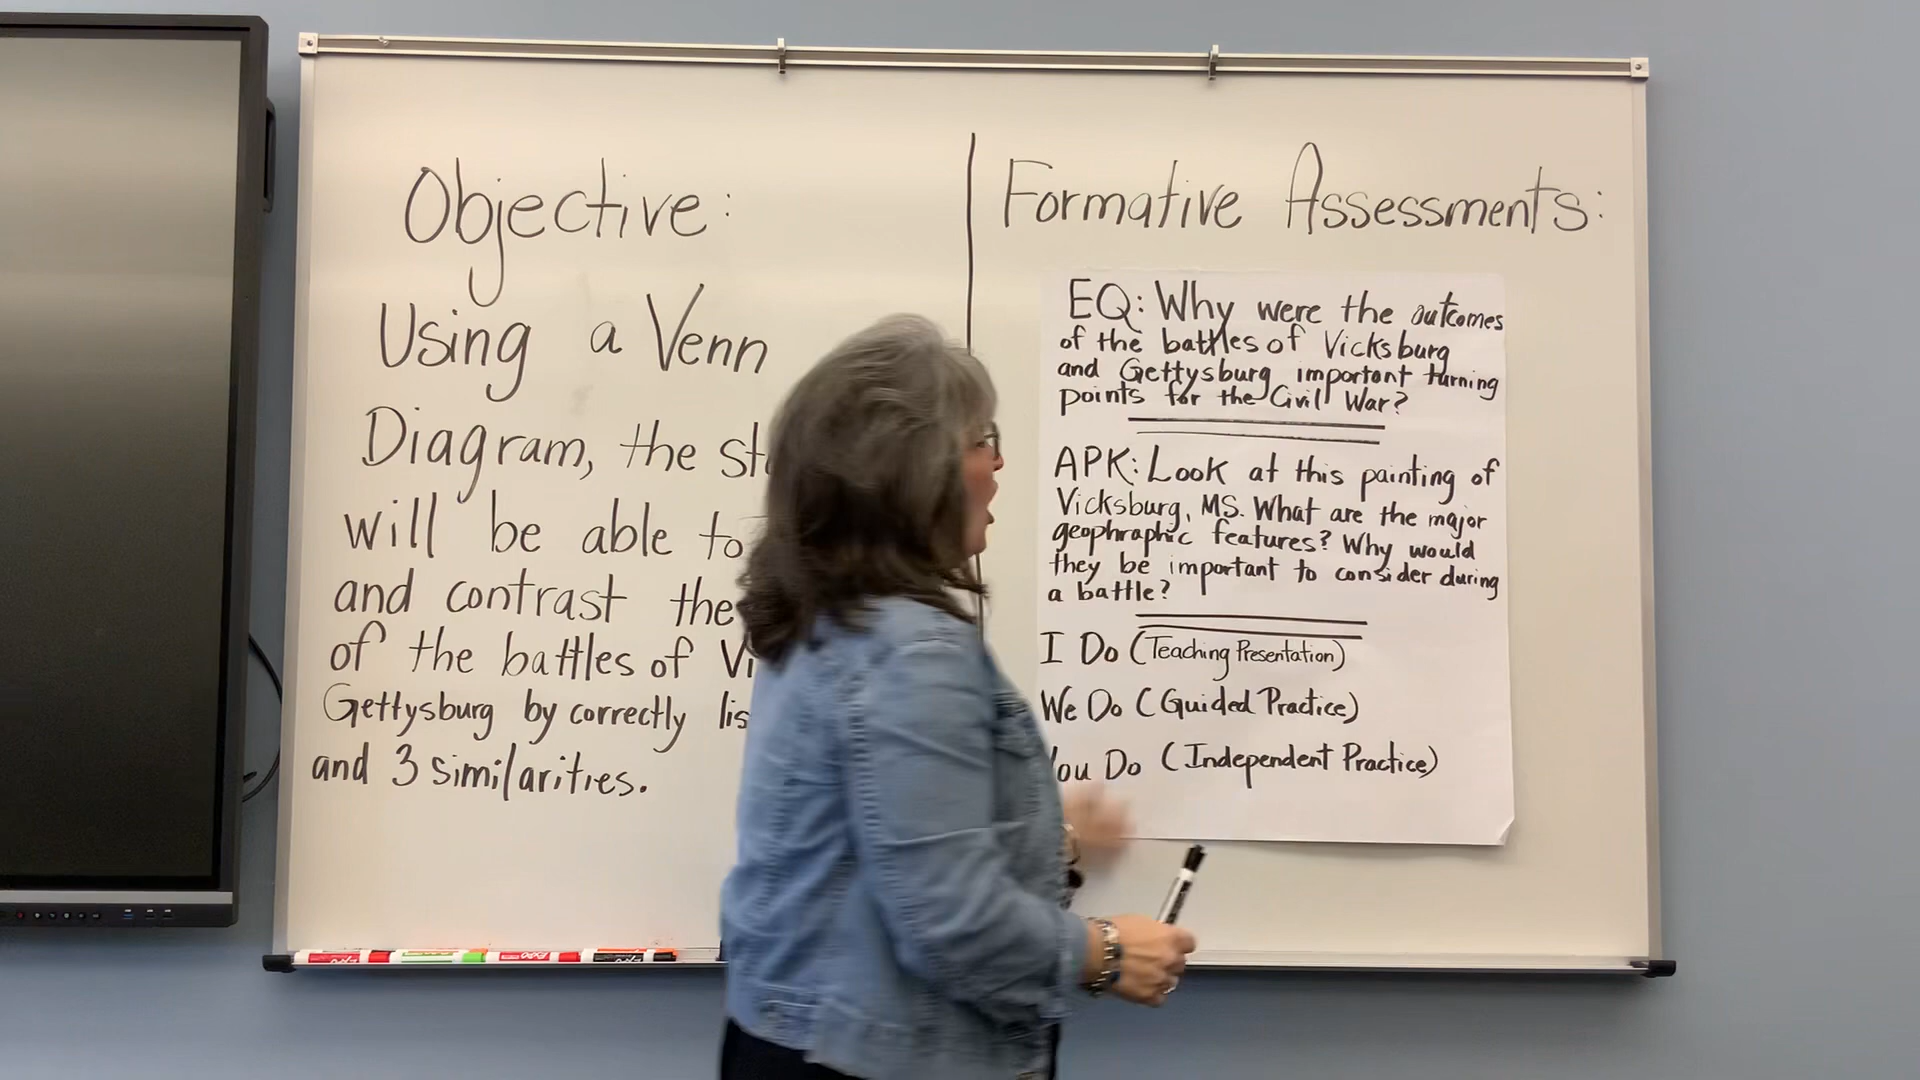 Objective:
Using a Venn
Diagram, the
will be able to
and contrast the
of the battles of
Gettysburg by correctly
and 3 similarities.
Formative Assessments:
EQ: Why were the outcomes
of the battles of Vicksburg
and Gettysburg important turning
points for the Civil War?
APK: Look at this painting of
Vicksburg, MS. What are the major
geophraphic features? Why would
they be important to consider during
a battle?
I Do (Teaching Presentation)
We Do (Guided Practice)
Do (Independent Practice)